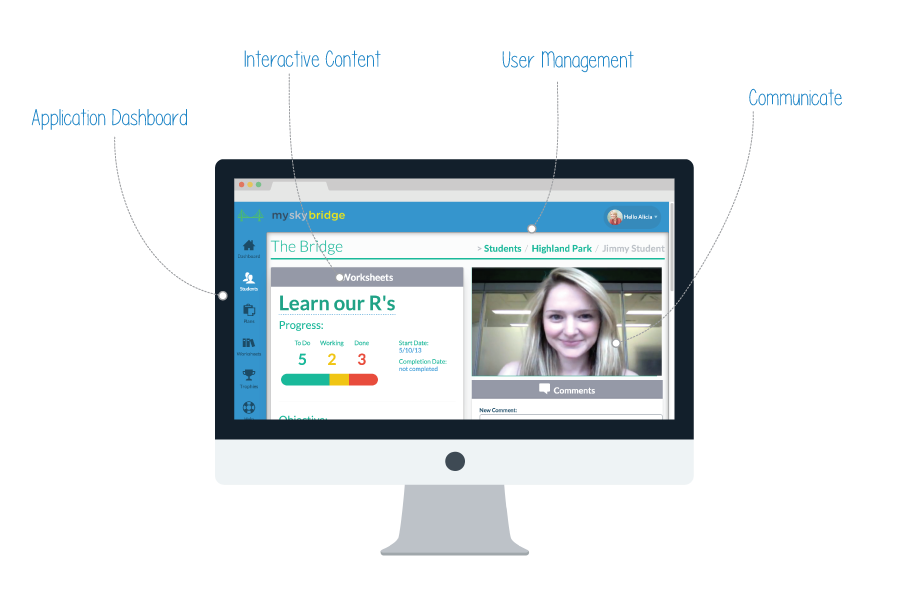 Interactive Content
User Management
Communicate
Application Dashboard
myskybridge
Hello Alicia
The Bridge
> Students / Highland Park / Jimmy Student
Dashboard
Students
Plans
Worksheets
Trophies
Worksheets
Learn our R's
Progress:
To Do Working Done
5 2 3
Start Date:
5/10/13
Completion Date:
not completed
Objective:
Comments
New Comment: